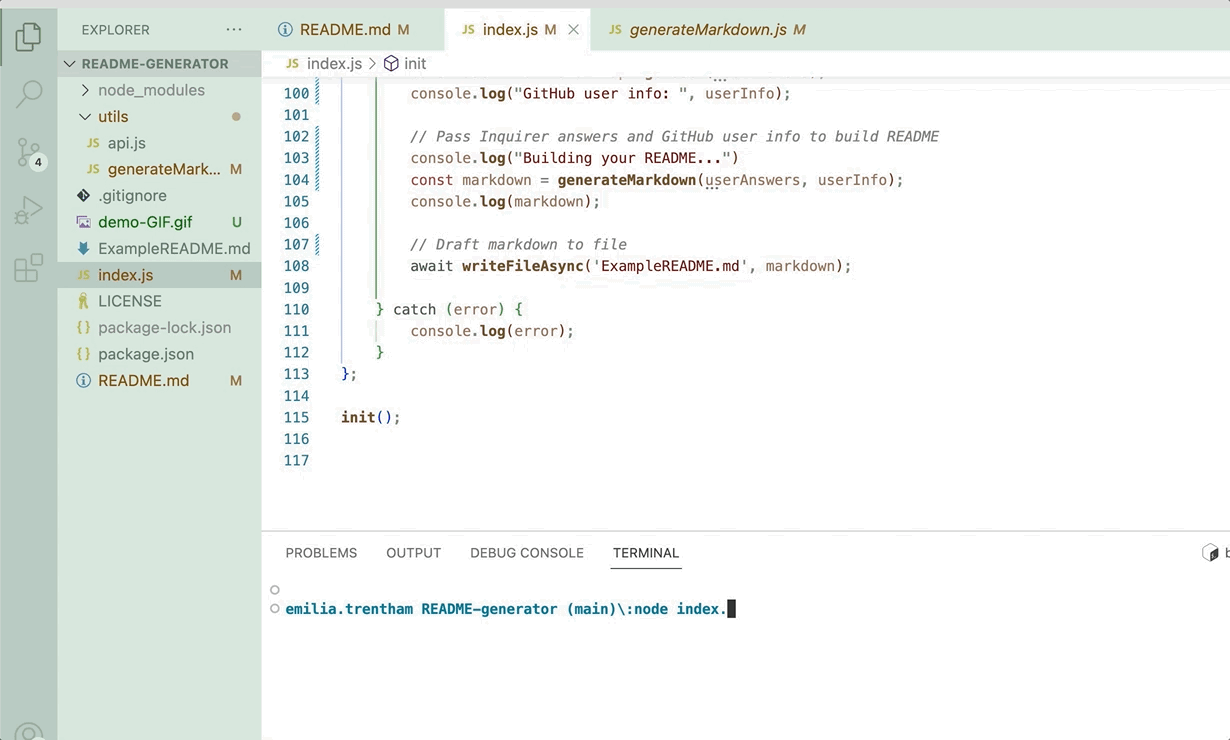 EXPLORER
README-GENERATOR
node_modules
utils
JS api.js
JS generateMark... M
.gitignore
demo-GIF.gif U
ExampleREADME.md
JS index.js M
LICENSE
{} package-lock.json
{} package.json
README.md M
4
README.md M
JS index.js M
JS generateMarkdown.js M
JS index.js > init
100 console.log("GitHub user info: ", userInfo);
101
102 // Pass Inquirer answers and GitHub user info to build README
103 console.log("Building your README...")
104 const markdown = generateMarkdown(userAnswers, userInfo);
105 console.log(markdown);
106
107 // Draft markdown to file
108 await writeFileAsync('ExampleREADME.md', markdown);
109
110 } catch (error) {
111 console.log(error);
112 }
113 };
114
115 init();
116
117
PROBLEMS OUTPUT DEBUG CONSOLE TERMINAL
emilia.trentham README-generator (main)\:node index.